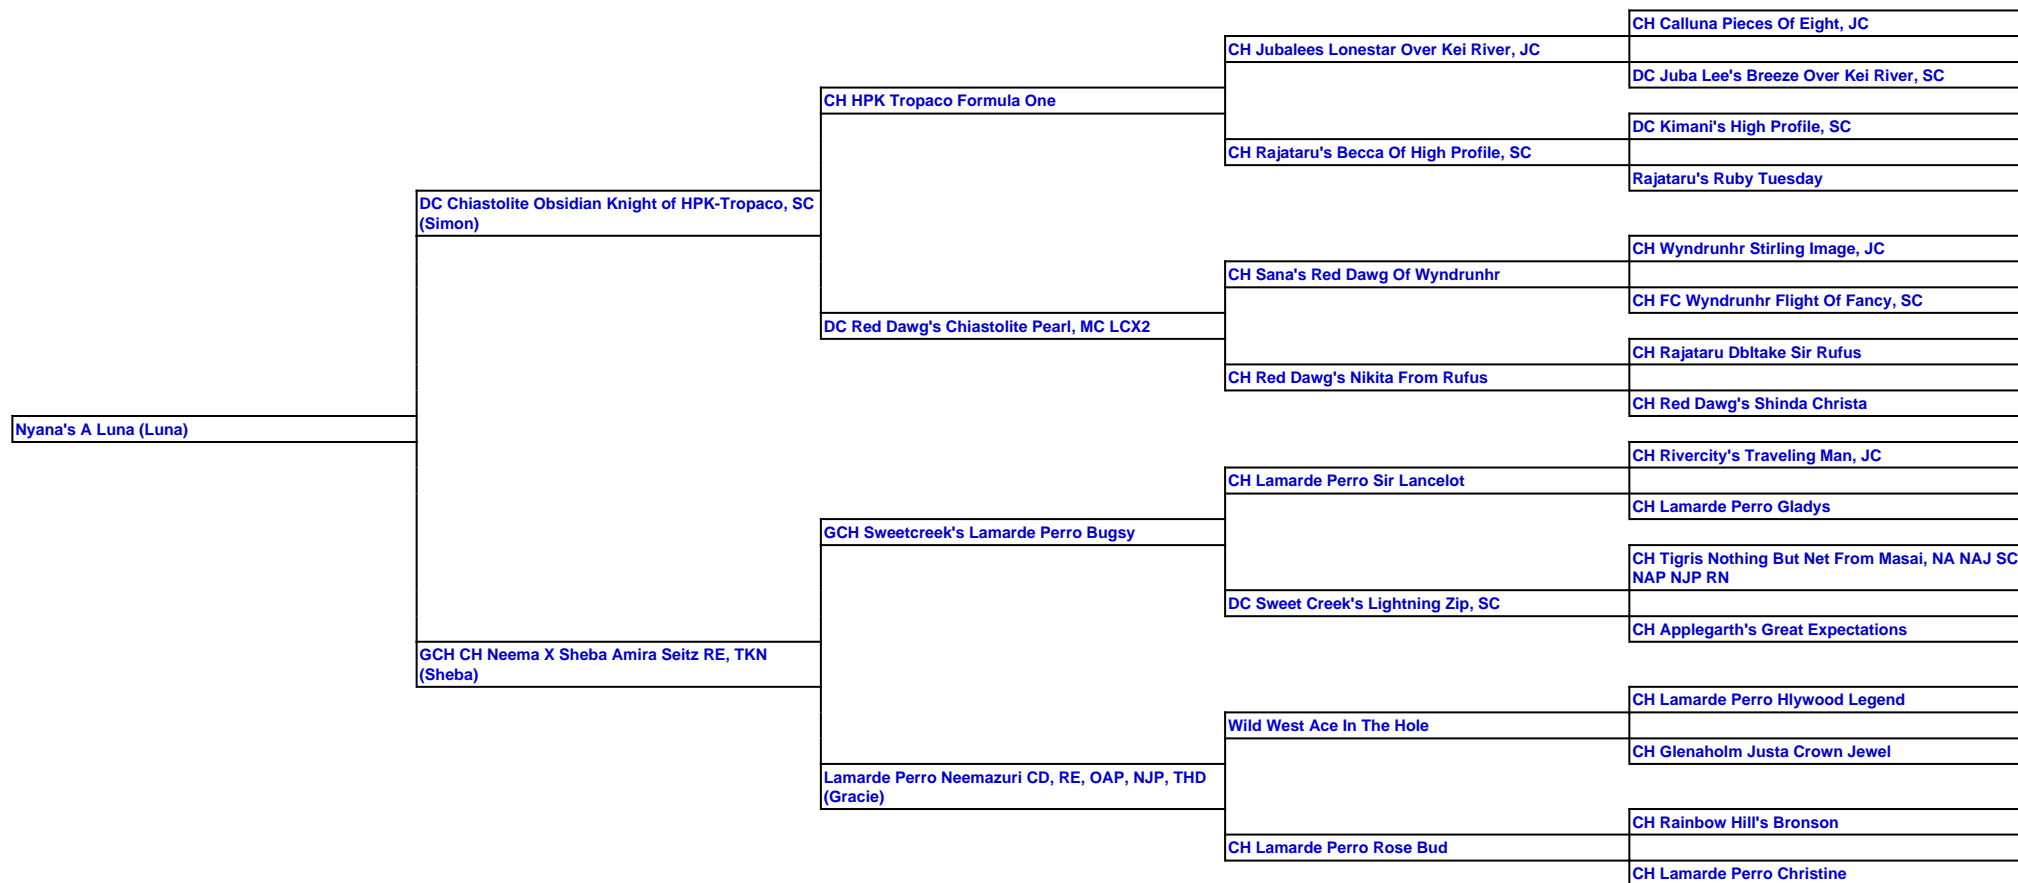 CH Calluna Pieces Of Eight, JC
CH Jubalees Lonestar Over Kei River, JC
DC Juba Lee's Breeze Over Kei River, SC
CH HPK Tropaco Formula One
DC Kimani's High Profile, SC
CH Rajataru's Becca Of High Profile, SC
Rajataru's Ruby Tuesday
DC Chiastolite Obsidian Knight of HPK-Tropaco, SC
(Simon)
CH Wyndrunhr Stirling Image, JC
CH Sana's Red Dawg Of Wyndrunhr
CH FC Wyndrunhr Flight Of Fancy, SC
DC Red Dawg's Chiastolite Pearl, MC LCX2
CH Rajataru Dbltake Sir Rufus
CH Red Dawg's Nikita From Rufus
CH Red Dawg's Shinda Christa
Nyana's A Luna (Luna)
CH Rivercity's Traveling Man, JC
CH Lamarde Perro Sir Lancelot
CH Lamarde Perro Gladys
GCH Sweetcreek's Lamarde Perro Bugsy
CH Tigris Nothing But Net From Masai, NA NAJ SC
NAP NJP RN
DC Sweet Creek's Lightning Zip, SC
CH Applegarth's Great Expectations
GCH CH Neema X Sheba Amira Seitz RE, TKN
(Sheba)
CH Lamarde Perro Hlywood Legend
Wild West Ace In The Hole
CH Glenaholm Justa Crown Jewel
Lamarde Perro Neemazuri CD, RE, OAP, NJP, THD
(Gracie)
CH Rainbow Hill's Bronson
CH Lamarde Perro Rose Bud
CH Lamarde Perro Christine